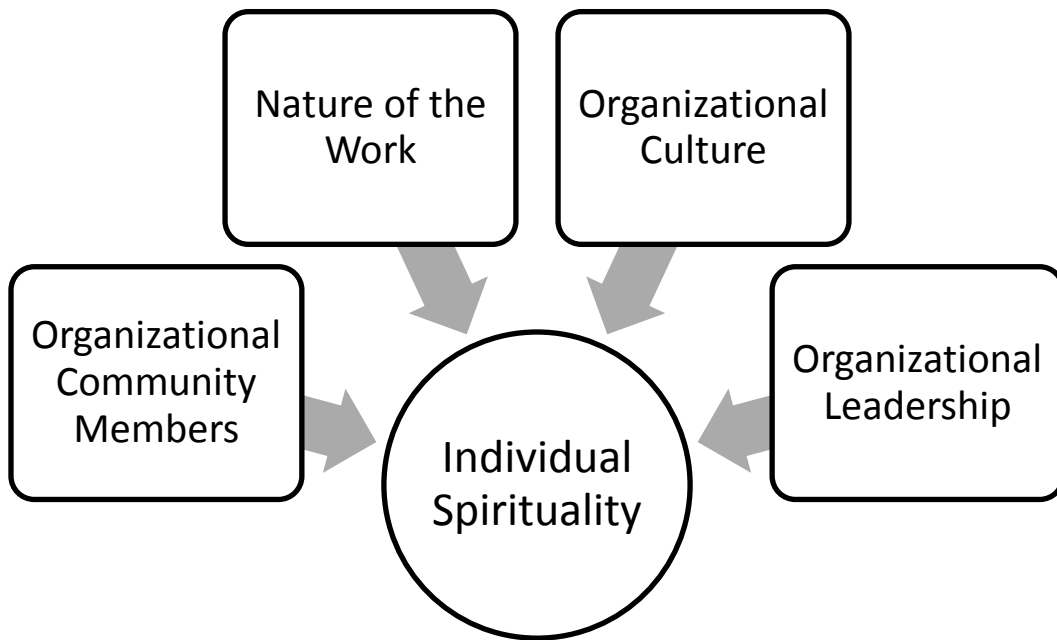 Nature of the
Work
Organizational
Culture
Organizational
Community
Members
Organizational
Leadership
Individual
Spirituality